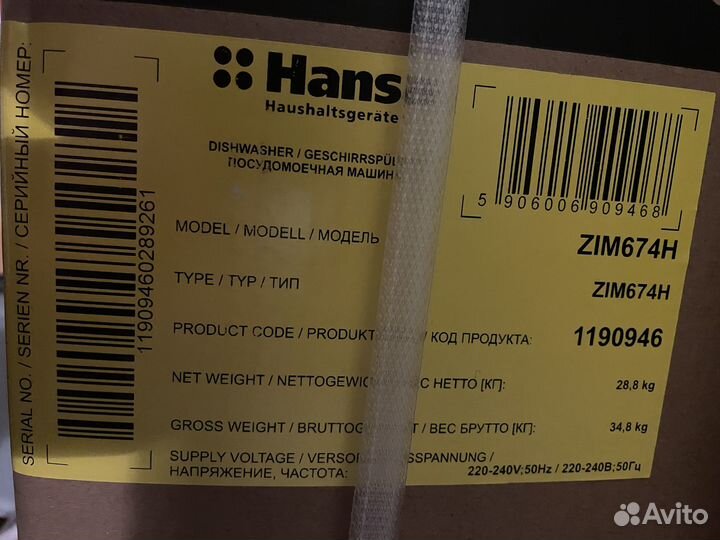 SERIAL NO. / SERIEN NR. / СЕРИЙНЫЙ НОМЕР:
11909460289261
Hans
Haushaltsgeräte
DISHWASHER / GESCHIRRSPÜL
ПОСУДОМОЕЧНАЯ МАШИН
5 906006 909468
MODEL / MODELL / МОДЕЛЬ ZIM674H
TYPE / TYP / ТИП ZIM674H
PRODUCT CODE / PRODUKT / КОД ПРОДУКТА: 1190946
NET WEIGHT / NETTOGEWIC С НЕТТО [КГ]: 28,8 kg
GROSS WEIGHT / BRUTTOG T / ВЕС БРУТТО [КГ]: 34,8 kg
SUPPLY VOLTAGE / VERSOR SSPANNUNG /
НАПРЯЖЕНИЕ, ЧАСТОТА: 220-240V;50Hz / 220-240В;50Гц
Avito